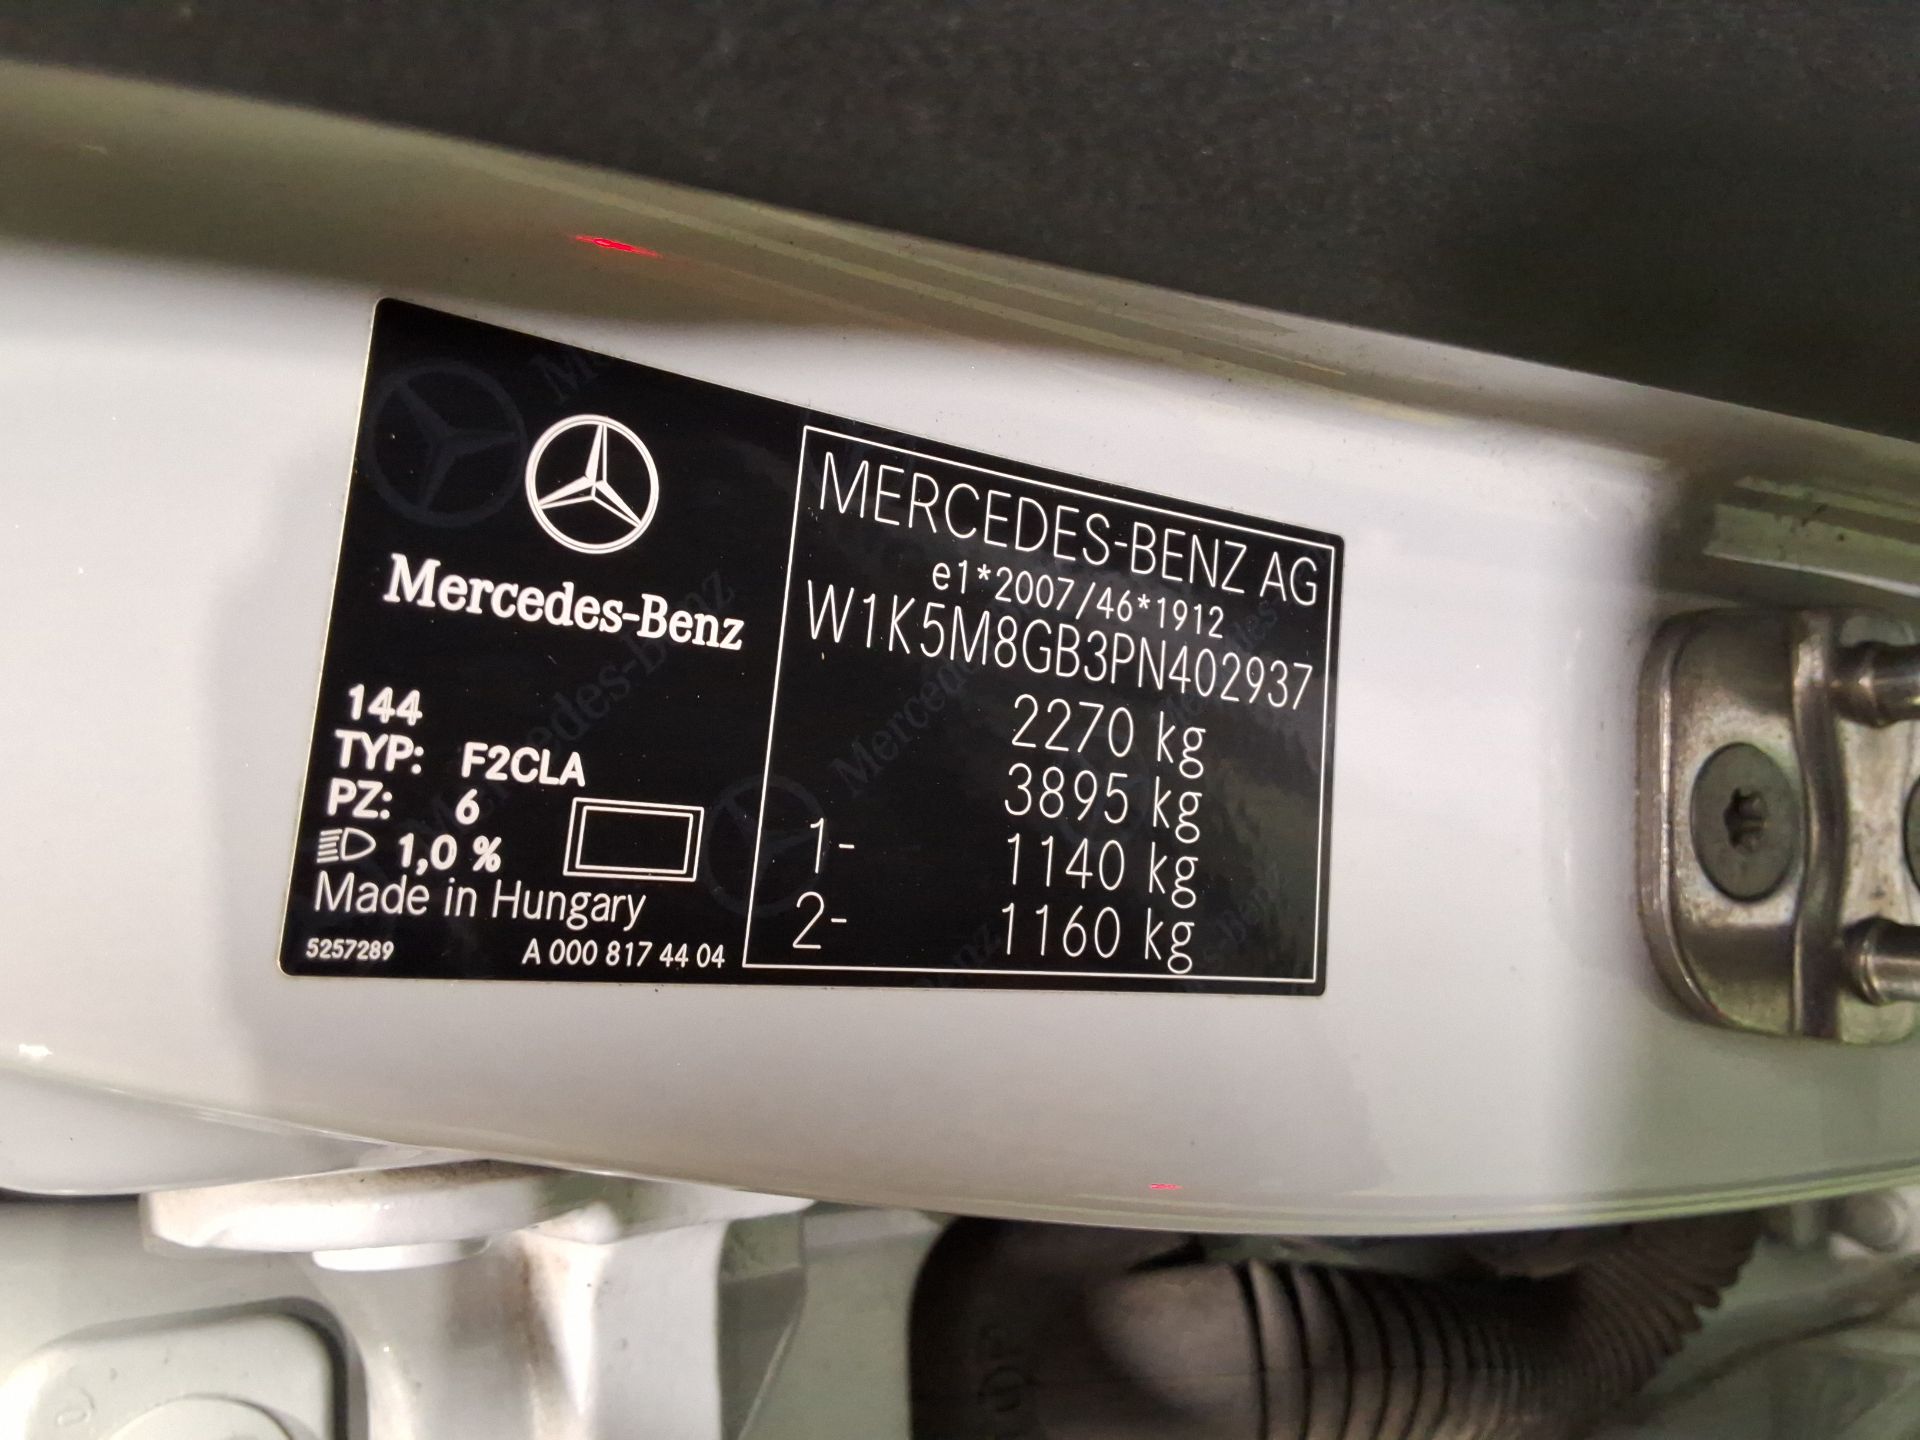 Mercedes-Benz
144
TYP: F2CLA
PZ: 6
1,0 %
Made in Hungary
5257289 A 000 817 44 04
MERCEDES-BENZ AG
e1*2007/46*1912
W1K5M8GB3PN402937
2270 kg
3895 kg
1- 1140 kg
2- 1160 kg